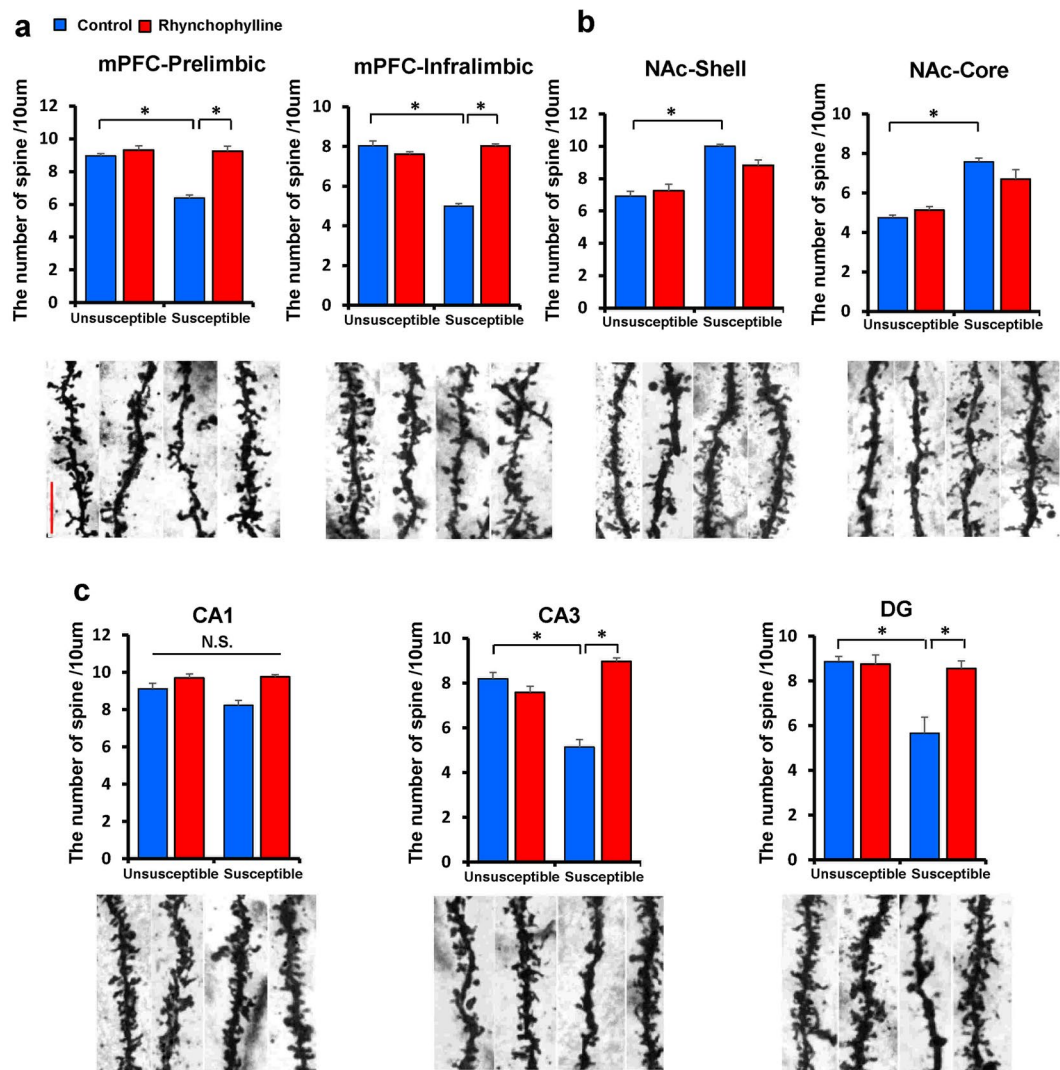 a
Control Rhynchophylline
b
mPFC-Prelimbic
The number of spine /10um
12
10
8
6
4
2
0
* *
Unsusceptible Susceptible
mPFC-Infralimbic
The number of spine /10um
10
8
6
4
2
0
* *
Unsusceptible Susceptible
NAc-Shell
The number of spine /10um
12
10
8
6
4
2
0
*
Unsusceptible Susceptible
NAc-Core
The number of spine /10um
10
8
6
4
2
0
*
Unsusceptible Susceptible
c
CA1
The number of spine /10um
12
10
8
6
4
2
0
N.S.
Unsusceptible Susceptible
CA3
The number of spine /10um
10
8
6
4
2
0
* *
Unsusceptible Susceptible
DG
The number of spine /10um
10
8
6
4
2
0
* *
Unsusceptible Susceptible